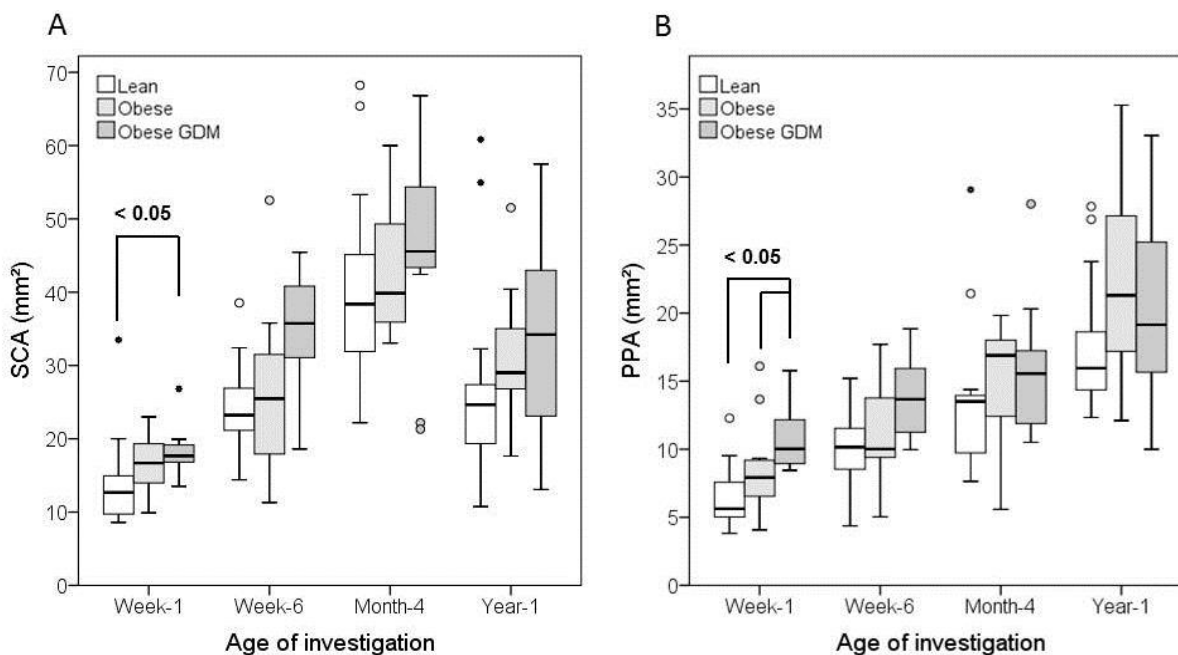 A
SCA (mm²)
70
60
50
40
30
20
10
0
Lean
Obese
Obese GDM
< 0.05
Week-1 Week-6 Month-4 Year-1
Age of investigation
B
PPA (mm²)
35
30
25
20
15
10
5
0
Lean
Obese
Obese GDM
< 0.05
Week-1 Week-6 Month-4 Year-1
Age of investigation